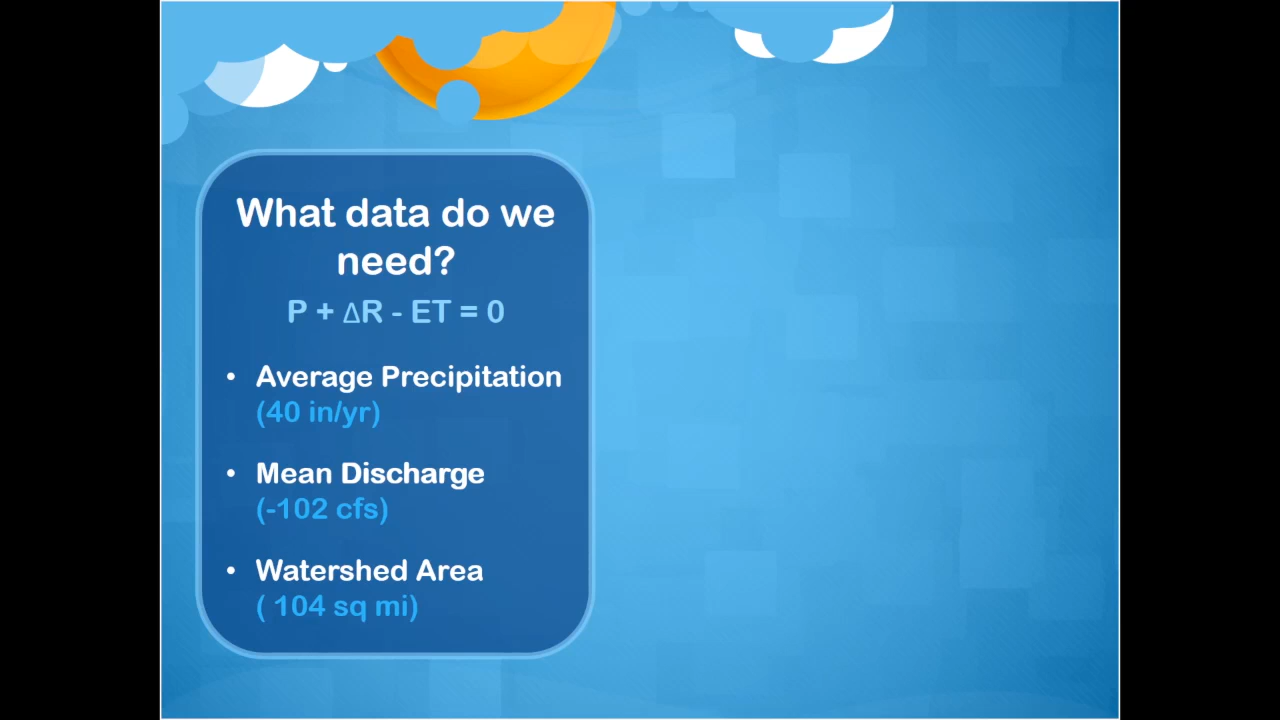 What data do we
need?
P + ΔR - ET = 0
• Average Precipitation
(40 in/yr)
• Mean Discharge
(-102 cfs)
• Watershed Area
( 104 sq mi)